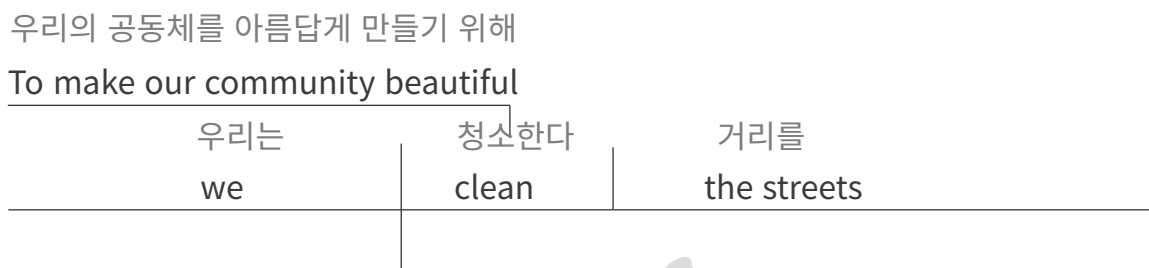 우리의 공동체를 아름답게 만들기 위해
To make our community beautiful
우리는 청소한다 거리를
we clean the streets